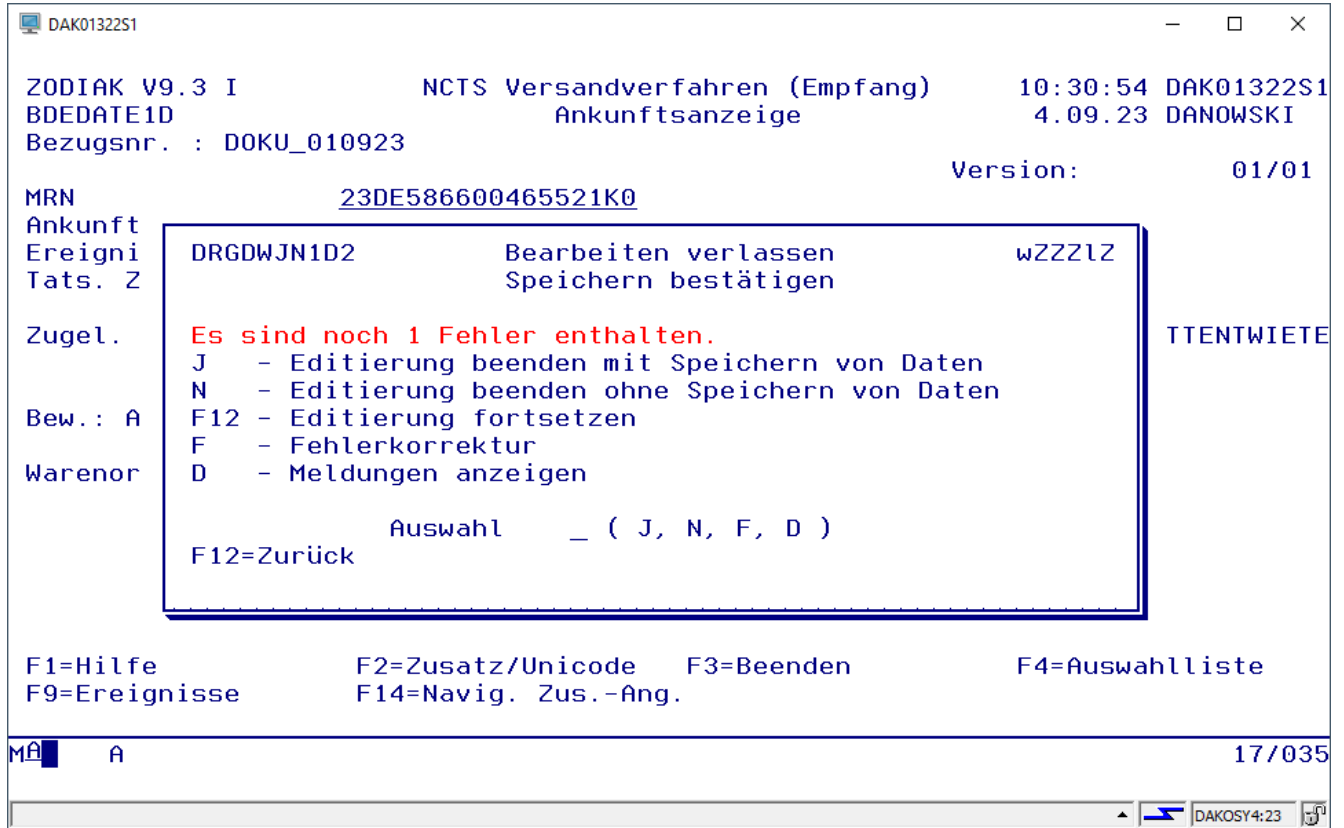 DAK01322S1
ZODIAK V9.3 I NCTS Versandverfahren (Empfang) 10:30:54 DAK01322S1
BDEDATE1D Ankunftsanzeige 4.09.23 DANOWSKI
Bezugsnr. : DOKU_010923
Version: 01/01
MRN 23DE586600465521K0
Ankunft
Ereigni DRGDWJN1D2 Bearbeiten verlassen wZZZlZ
Tats. Z Speichern bestätigen
Zugel. Es sind noch 1 Fehler enthalten. TTENTWIETE
J - Editierung beenden mit Speichern von Daten
N - Editierung beenden ohne Speichern von Daten
Bew.: A F12 - Editierung fortsetzen
F - Fehlerkorrektur
Warenor D - Meldungen anzeigen
Auswahl _ ( J, N, F, D )
F12=Zurück
F1=Hilfe F2=Zusatz/Unicode F3=Beenden F4=Auswahlliste
F9=Ereignisse F14=Navig. Zus.-Ang.
MA A 17/035
DAKOSY4:23